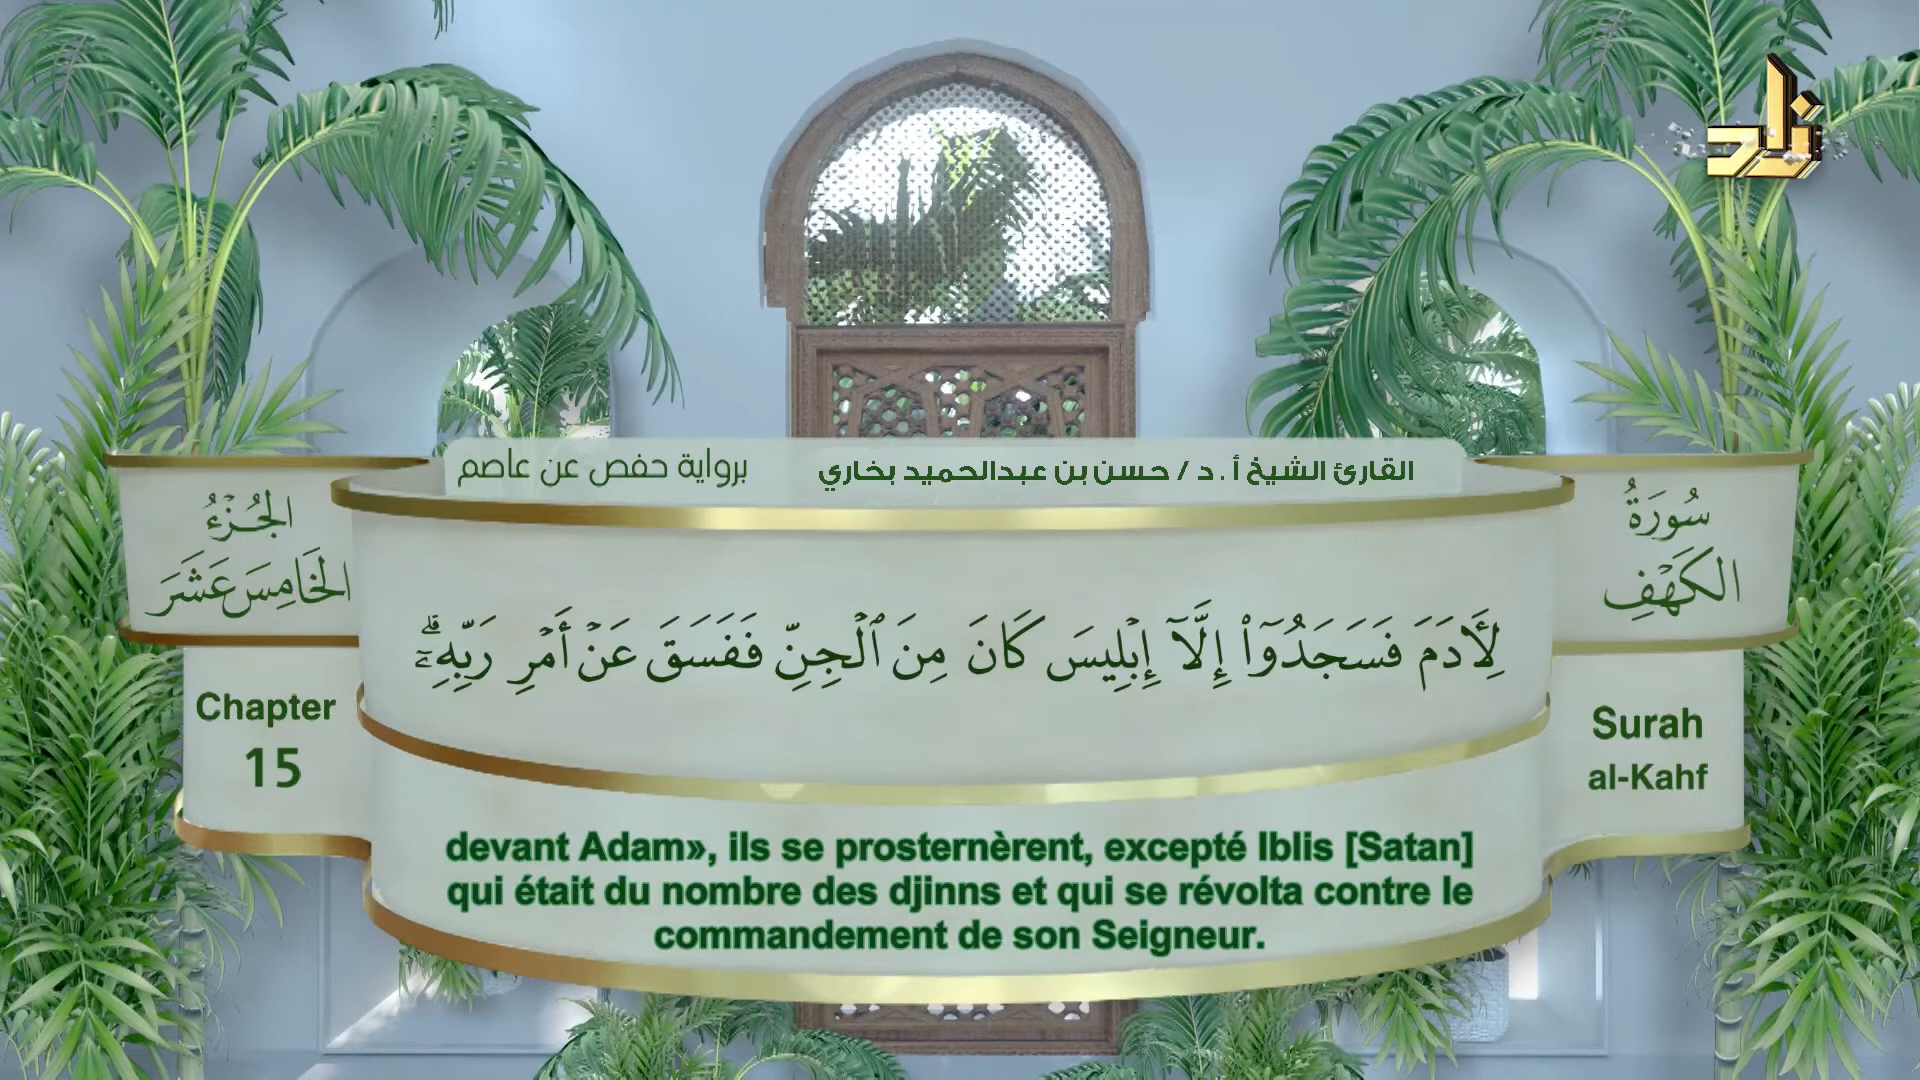 زاد
القارئ الشيخ أ . د / حسن بن عبدالحميد بخاري
برواية حفص عن عاصم
سُورَةُ
الكَهْفِ
Surah
al-Kahf
الجُزْءُ
الخَامِسَ عَشَرَ
Chapter
15
لِأٓدَمَ فَسَجَدُوٓا۟ إِلَّآ إِبْلِيسَ كَانَ مِنَ ٱلْجِنِّ فَفَسَقَ عَنْ أَمْرِ رَبِّهِۦٓ ۗ
devant Adam», ils se prosternèrent, excepté Iblis [Satan]
qui était du nombre des djinns et qui se révolta contre le
commandement de son Seigneur.